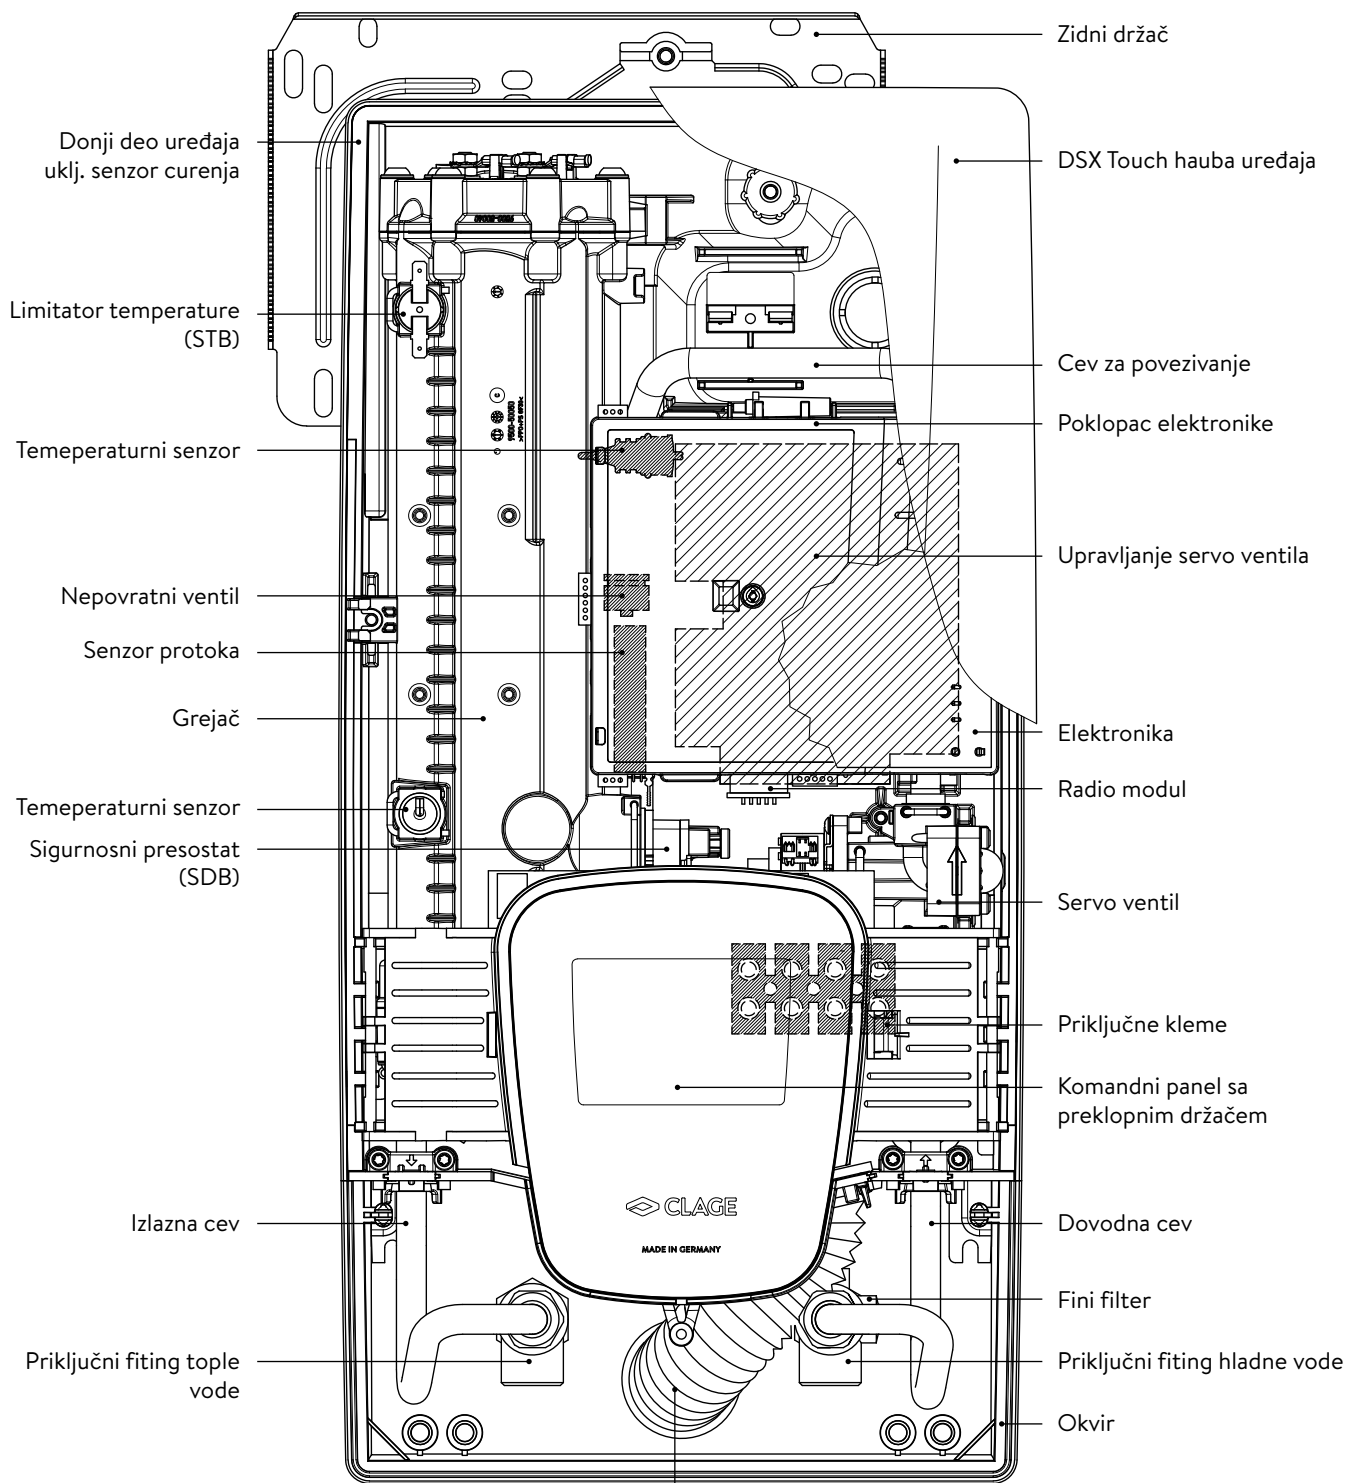 Zidni držač
Donji deo uređaja
uklj. senzor curenja
DSX Touch hauba uređaja
Limitator temperature
(STB)
Cev za povezivanje
Poklopac elektronike
Temeperaturni senzor
Upravljanje servo ventila
Nepovratni ventil
Senzor protoka
Grejač
Elektronika
Radio modul
Temeperaturni senzor
Sigurnosni presostat
(SDB)
Servo ventil
Priključne kleme
Komandni panel sa
preklopnim držačem
CLAGE
MADE IN GERMANY
Izlazna cev
Dovodna cev
Fini filter
Priključni fiting tople
vode
Priključni fiting hladne vode
Okvir